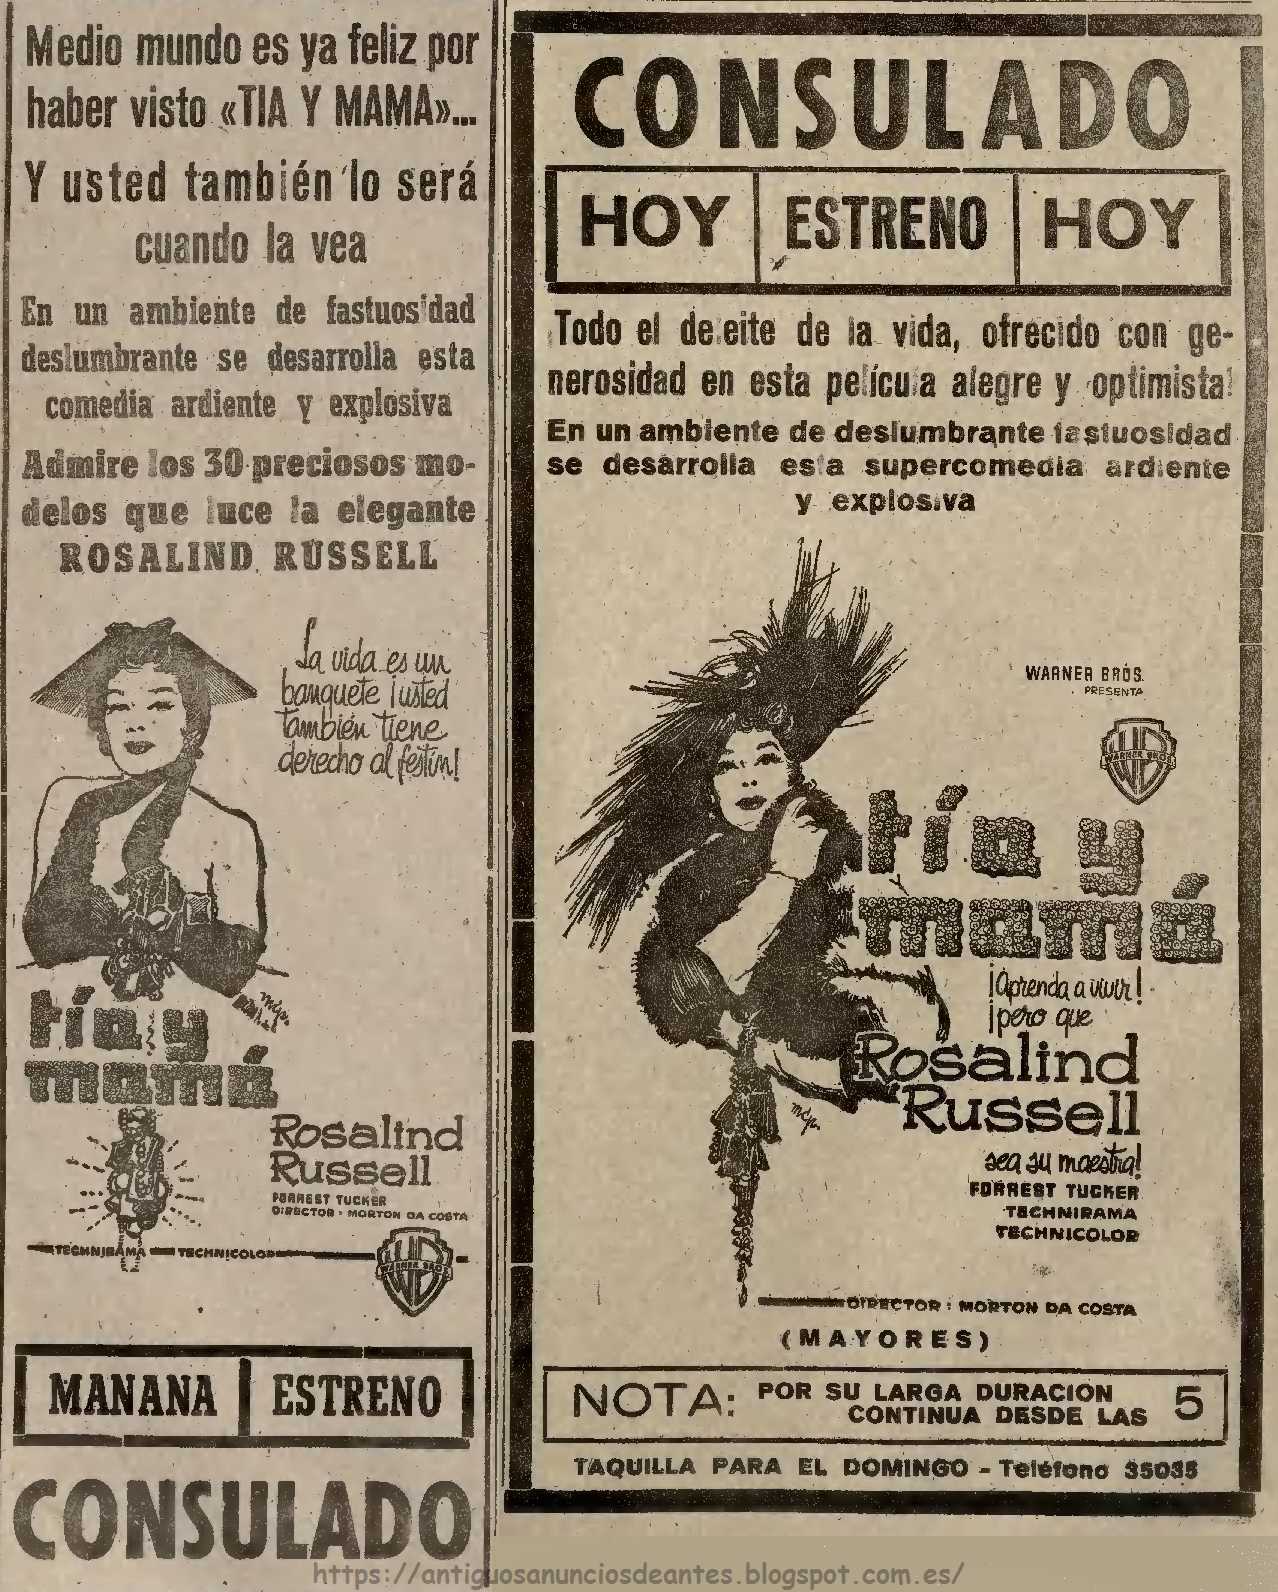 Medio mundo es ya feliz por
haber visto «TIA Y MAMA»...
Y usted también lo será
cuando la vea
En un ambiente de fastuosidad
deslumbrante se desarrolla esta
comedia ardiente y explosiva
Admire los 30 preciosos mo-
delos que luce la elegante
ROSALIND RUSSELL
La vida es un
banquete ¡usted
también tiene
derecho al festín!
tía y
mamá
Rosalind
Russell
FORREST TUCKER
DIRECTOR: MORTON DA COSTA
TECHNIRAMA TECHNICOLOR
WARNER BROS
MANANA ESTRENO
CONSULADO
CONSULADO
HOY ESTRENO HOY
Todo el deleite de la vida, ofrecido con ge-
nerosidad en esta película alegre y optimista!
En un ambiente de deslumbrante fastuosidad
se desarrolla esta supercomedia ardiente
y explosiva
WARNER BROS.
PRESENTA
WARNER BROS
tía y
mamá
¡Aprenda a vivir!
¡pero que
Rosalind
Russell
sea su maestra!
FORREST TUCKER
TECHNIRAMA
TECHNICOLOR
DIRECTOR: MORTON DA COSTA
(MAYORES)
NOTA: POR SU LARGA DURACION
CONTINUA DESDE LAS 5
TAQUILLA PARA EL DOMINGO - Teléfono 35035
https://antiguosanunciosdeantes.blogspot.com.es/